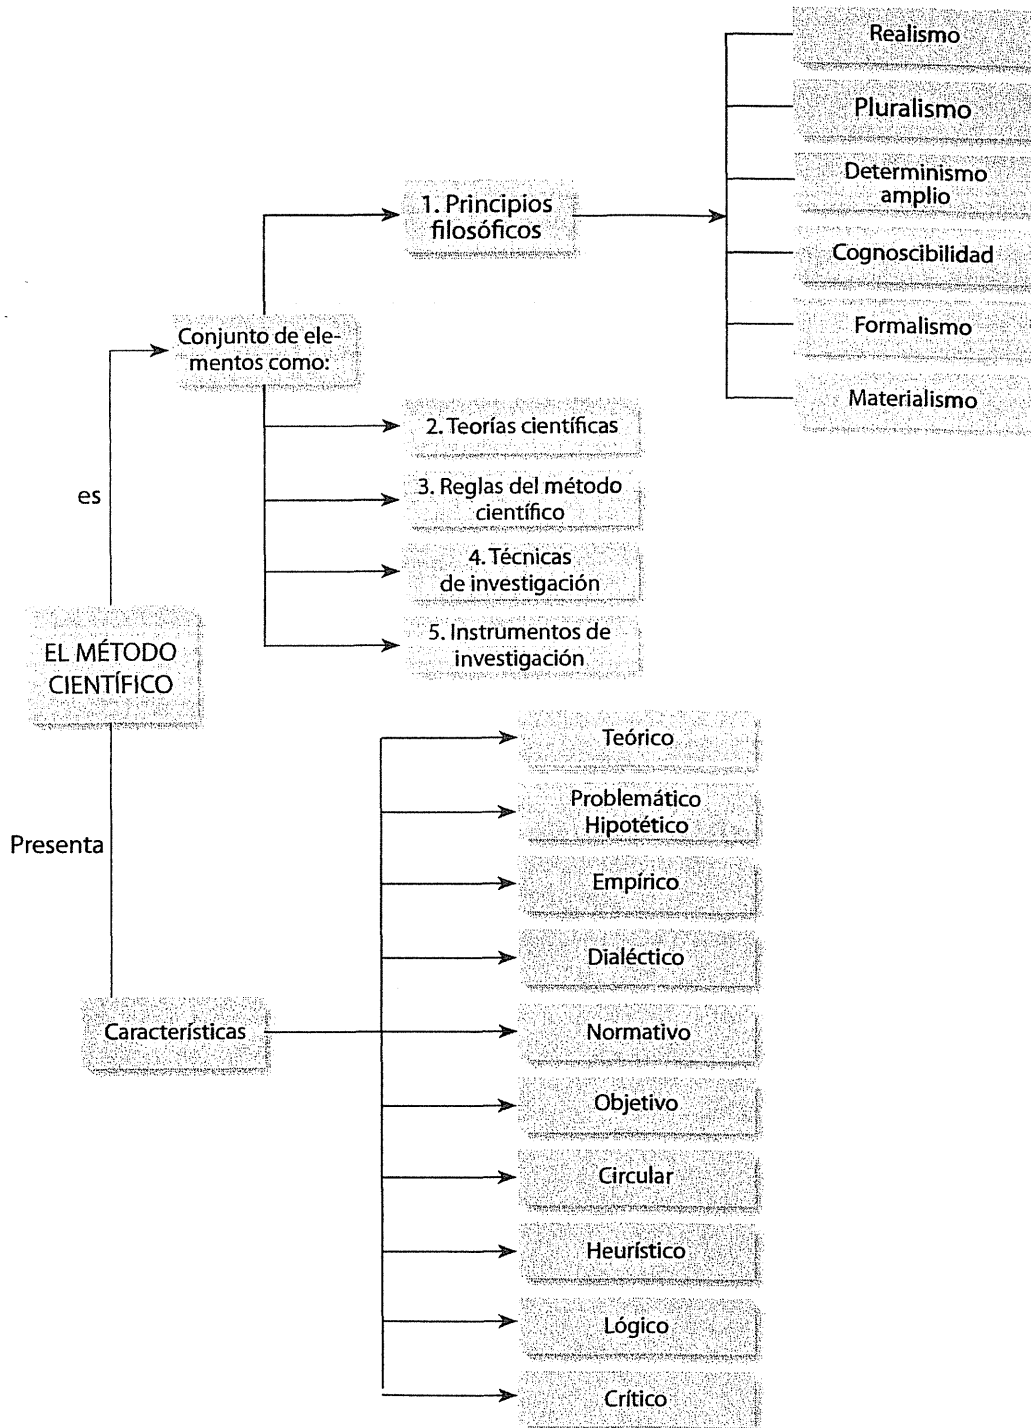 Realismo
Pluralismo
Determinismo
amplio
Cognoscibilidad
Formalismo
Materialismo
1. Principios
filosóficos
Conjunto de ele-
mentos como:
2. Teorías científicas
3. Reglas del método
científico
4. Técnicas
de investigación
5. Instrumentos de
investigación
es
EL MÉTODO
CIENTÍFICO
Presenta
Características
Teórico
Problemático
Hipotético
Empírico
Dialéctico
Normativo
Objetivo
Circular
Heurístico
Lógico
Crítico